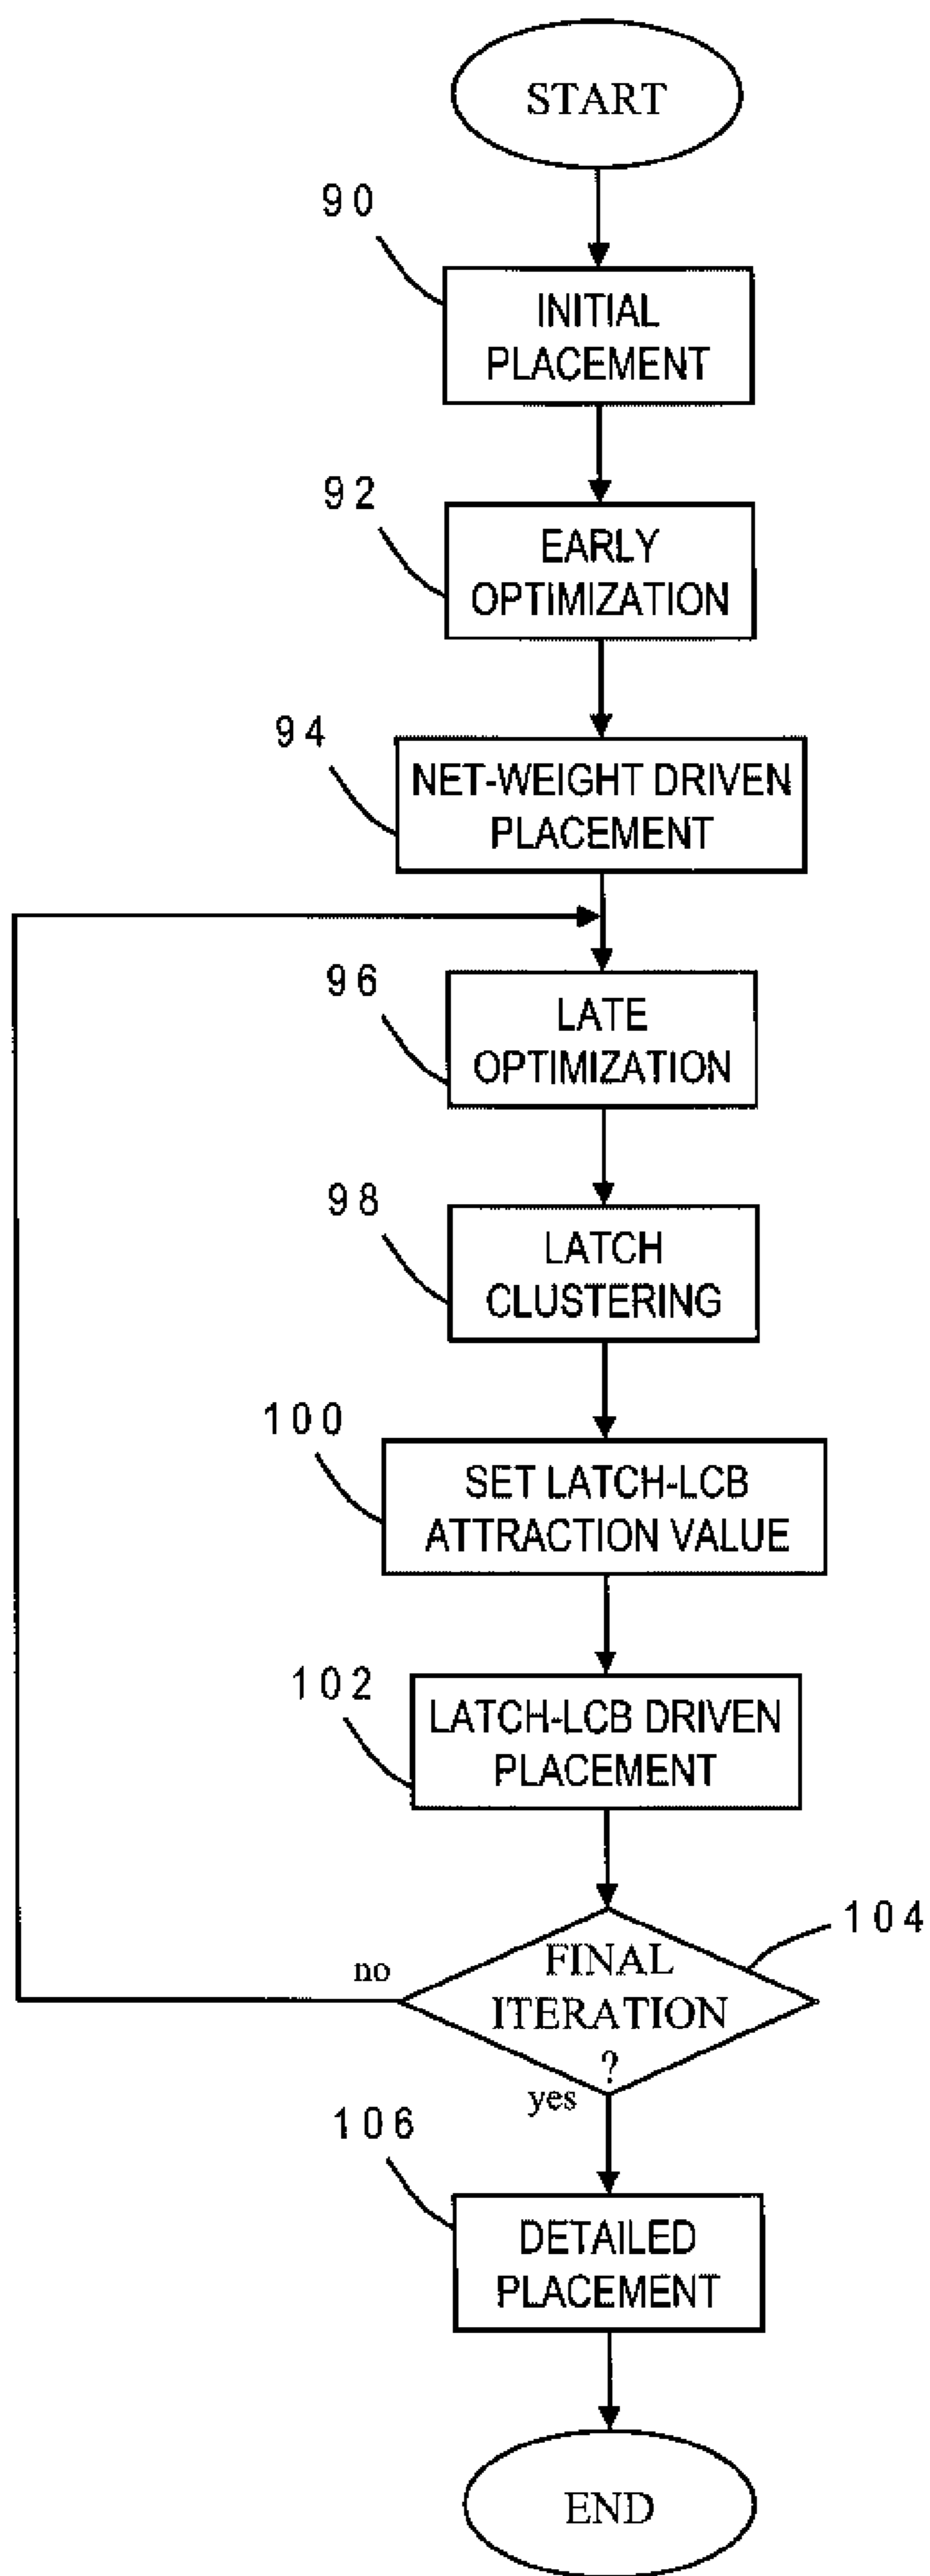 START
90
INITIAL
PLACEMENT
92
EARLY
OPTIMIZATION
94
NET-WEIGHT DRIVEN
PLACEMENT
96
LATE
OPTIMIZATION
98
LATCH
CLUSTERING
100
SET LATCH-LCB
ATTRACTION VALUE
102
LATCH-LCB DRIVEN
PLACEMENT
104
no
FINAL
ITERATION
?
yes
106
DETAILED
PLACEMENT
END